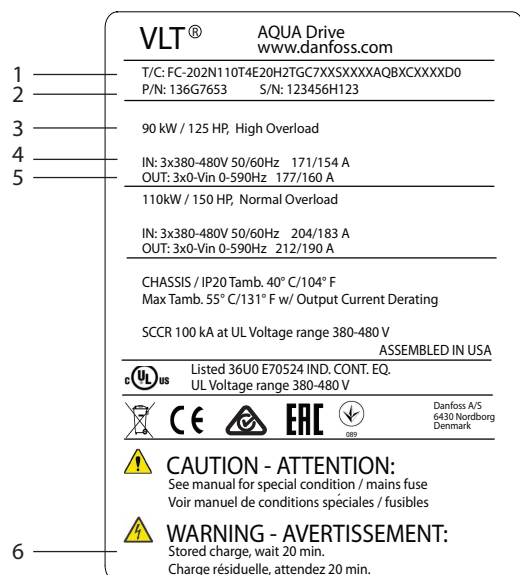 VLT® AQUA Drive
www.danfoss.com
1
T/C: FC-202N110T4E20H2TGC7XXSXXXXAQBXCXXXXD0
2
P/N: 136G7653 S/N: 123456H123
3
90 kW / 125 HP, High Overload
4
IN: 3x380-480V 50/60Hz 171/154 A
5
OUT: 3x0-Vin 0-590Hz 177/160 A
110kW / 150 HP, Normal Overload
IN: 3x380-480V 50/60Hz 204/183 A
OUT: 3x0-Vin 0-590Hz 212/190 A
CHASSIS / IP20 Tamb. 40° C/104° F
Max Tamb. 55° C/131° F w/ Output Current Derating
SCCR 100 kA at UL Voltage range 380-480 V
ASSEMBLED IN USA
c UL us
Listed 36U0 E70524 IND. CONT. EQ.
UL Voltage range 380-480 V
CE EAC
089
Danfoss A/S
6430 Nordborg
Denmark
CAUTION - ATTENTION:
See manual for special condition / mains fuse
Voir manuel de conditions spéciales / fusibles
WARNING - AVERTISSEMENT:
6
Stored charge, wait 20 min.
Charge résiduelle, attendez 20 min.